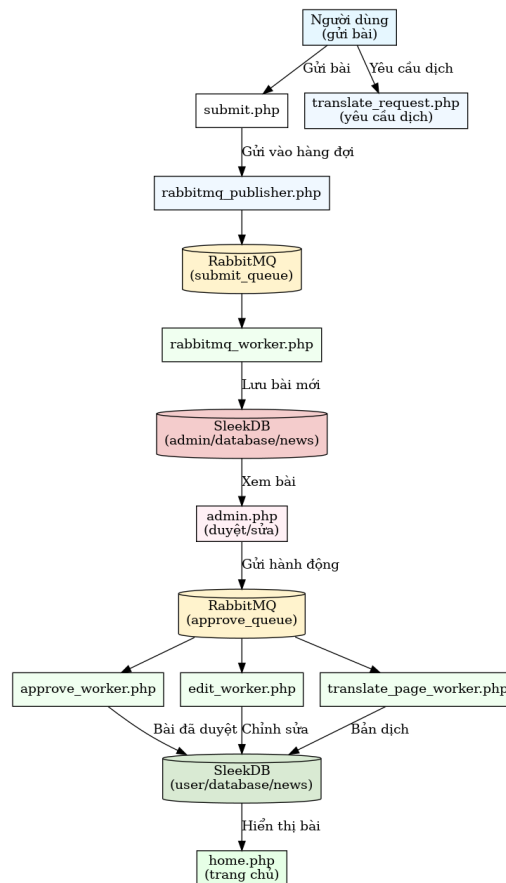 Người dùng
(gửi bài)
Gửi bài
Yêu cầu dịch
submit.php
translate_request.php
(yêu cầu dịch)
Gửi vào hàng đợi
rabbitmq_publisher.php
RabbitMQ
(submit_queue)
rabbitmq_worker.php
Lưu bài mới
SleekDB
(admin/database/news)
Xem bài
admin.php
(duyệt/sửa)
Gửi hành động
RabbitMQ
(approve_queue)
approve_worker.php
edit_worker.php
translate_page_worker.php
Bài đã duyệt
Chỉnh sửa
Bản dịch
SleekDB
(user/database/news)
Hiển thị bài
home.php
(trang chủ)